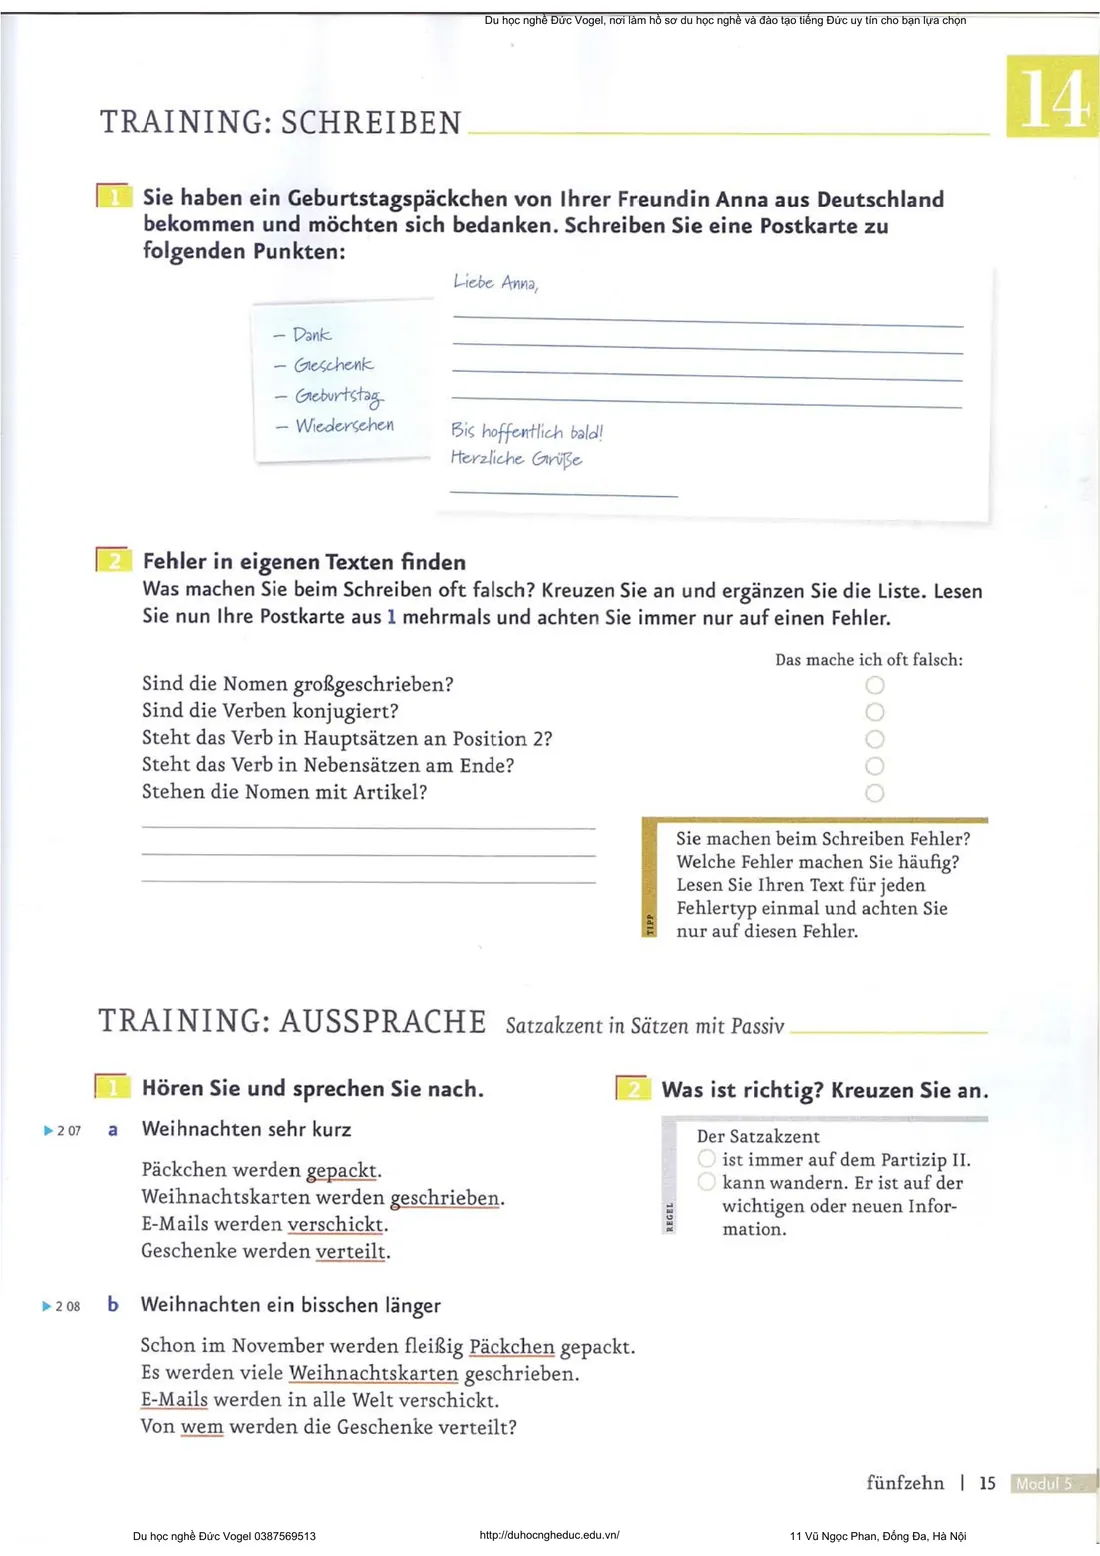 Du học nghề Đức Vogel, nơi làm hồ sơ du học nghề và đào tạo tiếng Đức uy tín cho bạn lựa chọn
14
TRAINING: SCHREIBEN
1 Sie haben ein Geburtstagspäckchen von Ihrer Freundin Anna aus Deutschland
bekommen und möchten sich bedanken. Schreiben Sie eine Postkarte zu
folgenden Punkten:
Liebe Anna,
– Dank
– Geschenk
– Geburtstag
– Wiedersehen
Bis hoffentlich bald!
Herzliche Grüße
2 Fehler in eigenen Texten finden
Was machen Sie beim Schreiben oft falsch? Kreuzen Sie an und ergänzen Sie die Liste. Lesen
Sie nun Ihre Postkarte aus 1 mehrmals und achten Sie immer nur auf einen Fehler.
Das mache ich oft falsch:
Sind die Nomen großgeschrieben?
Sind die Verben konjugiert?
Steht das Verb in Hauptsätzen an Position 2?
Steht das Verb in Nebensätzen am Ende?
Stehen die Nomen mit Artikel?
TIPP
Sie machen beim Schreiben Fehler?
Welche Fehler machen Sie häufig?
Lesen Sie Ihren Text für jeden
Fehlertyp einmal und achten Sie
nur auf diesen Fehler.
TRAINING: AUSSPRACHE Satzakzent in Sätzen mit Passiv
1 Hören Sie und sprechen Sie nach.
▶ 2 07 a Weihnachten sehr kurz
Päckchen werden gepackt.
Weihnachtskarten werden geschrieben.
E-Mails werden verschickt.
Geschenke werden verteilt.
▶ 2 08 b Weihnachten ein bisschen länger
Schon im November werden fleißig Päckchen gepackt.
Es werden viele Weihnachtskarten geschrieben.
E-Mails werden in alle Welt verschickt.
Von wem werden die Geschenke verteilt?
2 Was ist richtig? Kreuzen Sie an.
REGEL
Der Satzakzent
ist immer auf dem Partizip II.
kann wandern. Er ist auf der
wichtigen oder neuen Infor-
mation.
fünfzehn | 15 Modul 5
Du học nghề Đức Vogel 0387569513 http://duhocngheduc.edu.vn/ 11 Vũ Ngọc Phan, Đống Đa, Hà Nội